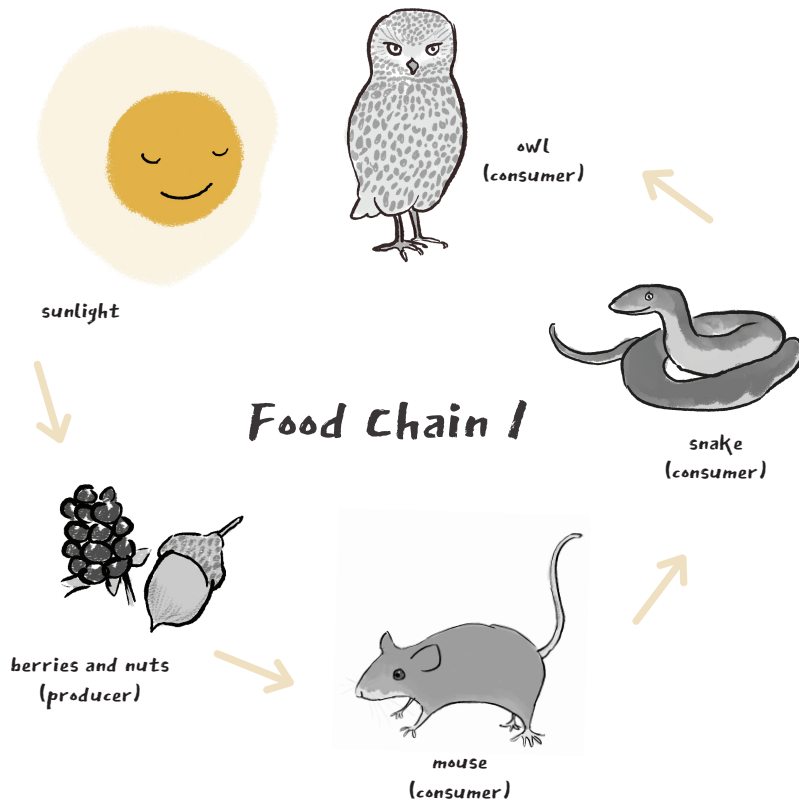 owl
(consumer)
sunlight
Food Chain 1
snake
(consumer)
berries and nuts
(producer)
mouse
(consumer)